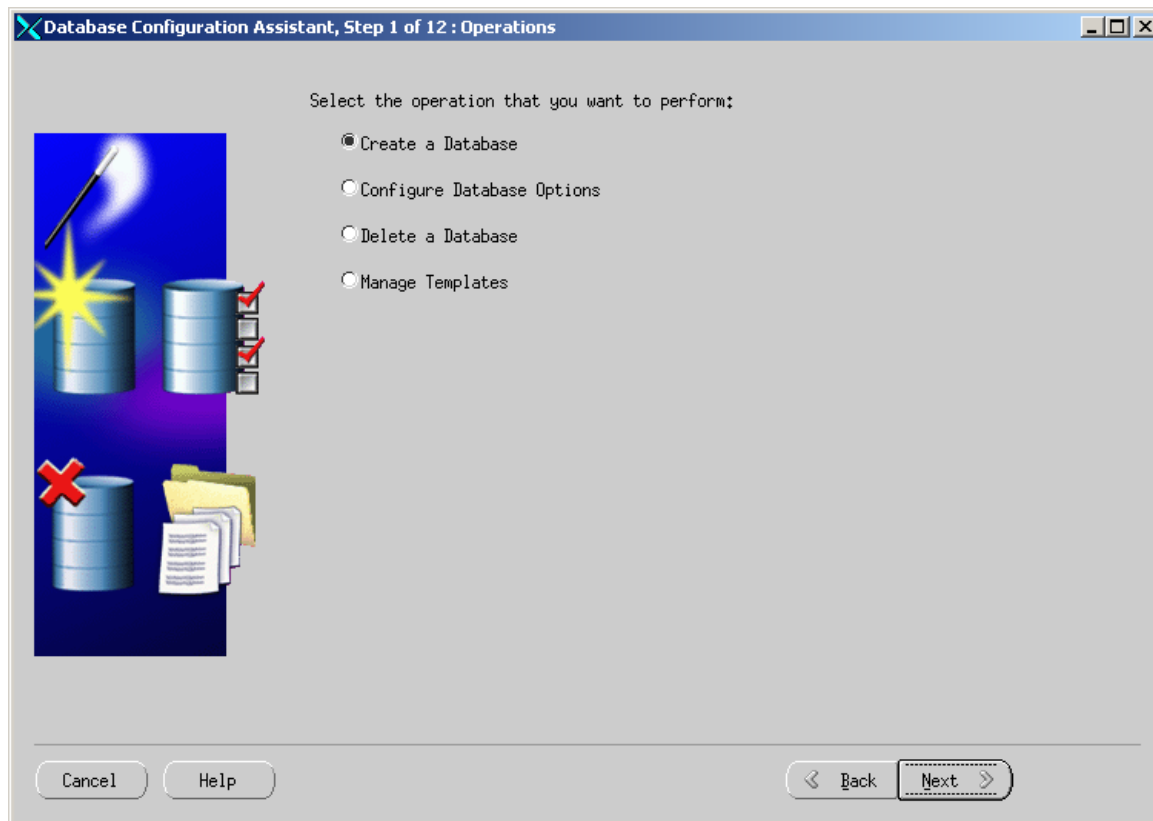 Database Configuration Assistant, Step 1 of 12 : Operations
Select the operation that you want to perform:
Create a Database
Configure Database Options
Delete a Database
Manage Templates
Cancel
Help
Back
Next